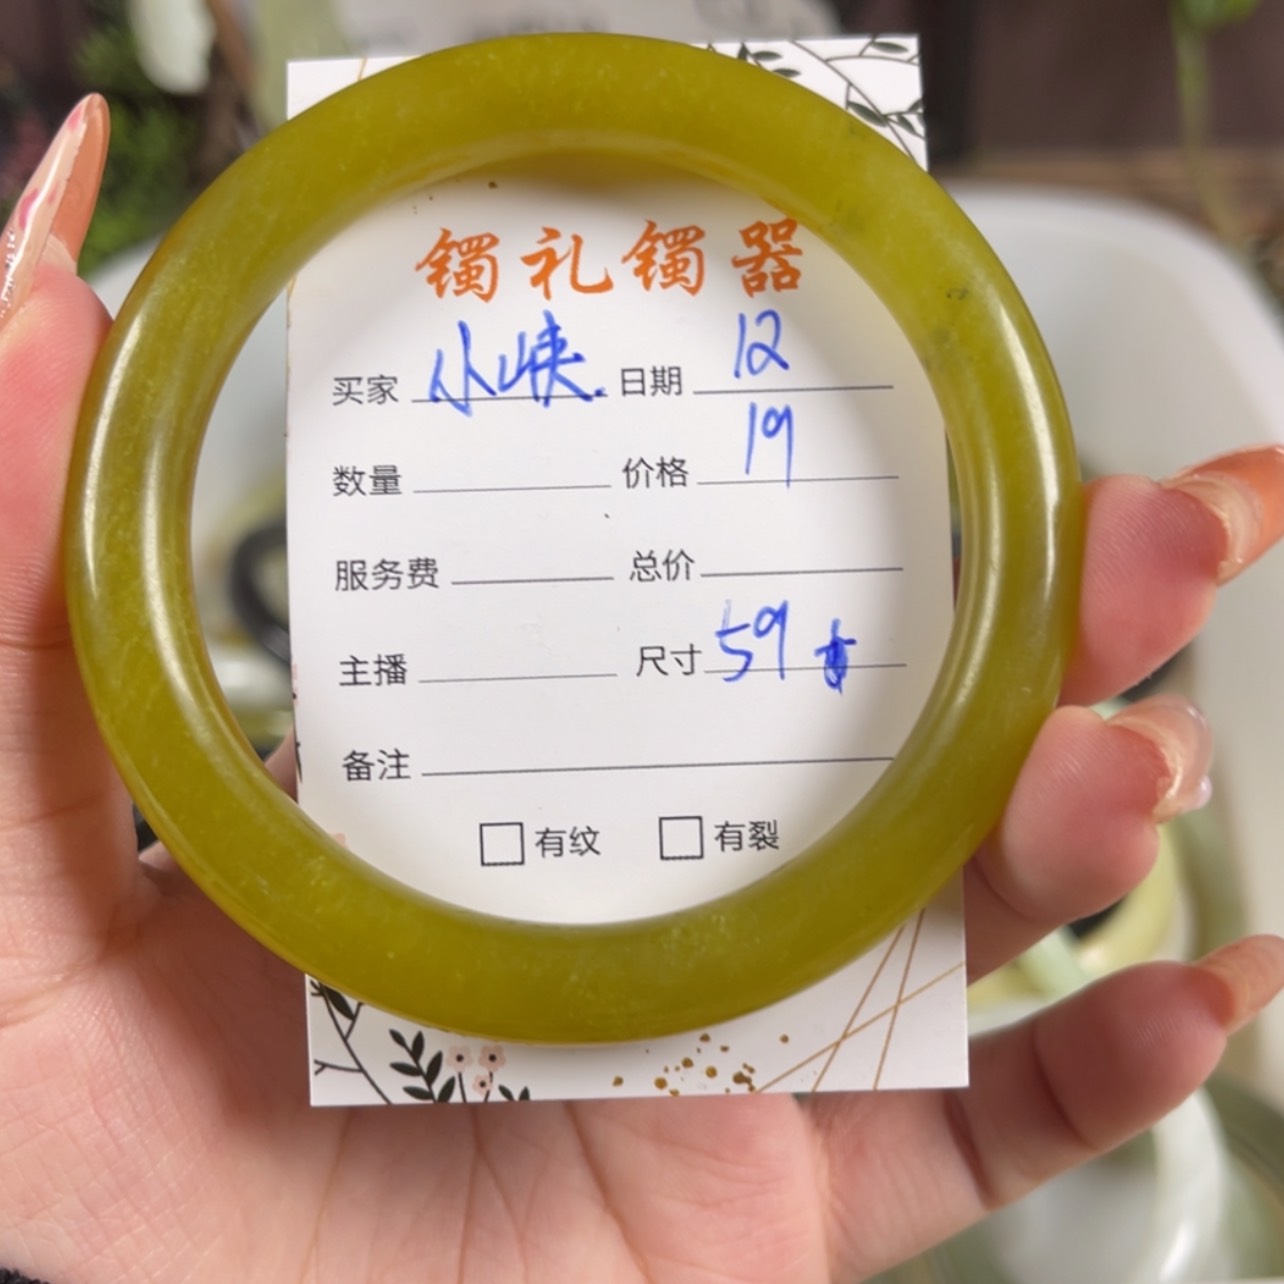 镯礼镯器
买家 小峡. 日期 12
数量 价格 19
服务费 总价
主播 尺寸 59
备注
有纹 有裂